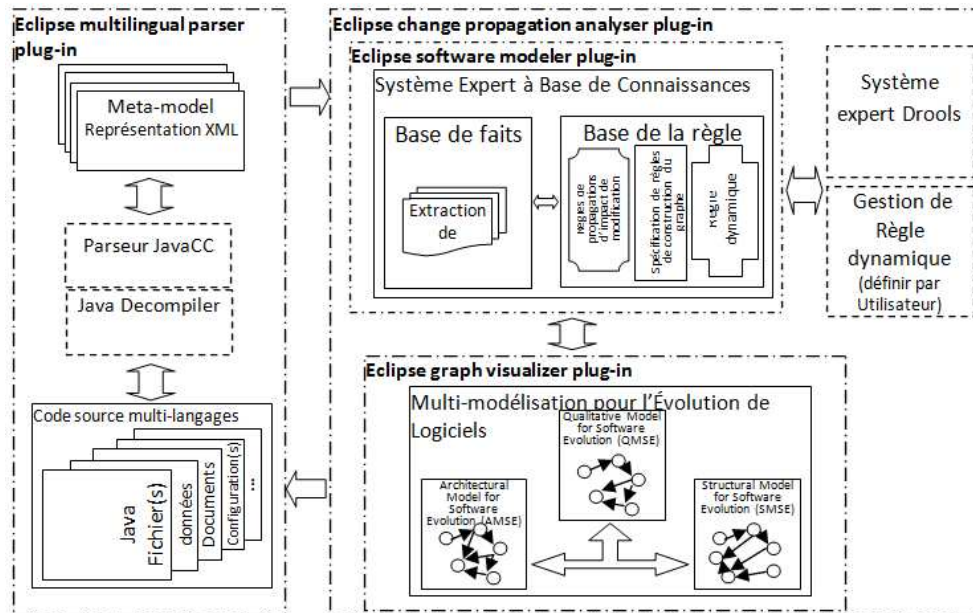 Eclipse multilingual parser
plug-in
Meta-model
Représentation XML
Parseur JavaCC
Java Decompiler
Code source multi-langages
Java
Fichier(s)
données
Documents
Configuration(s)
...
Eclipse change propagation analyser plug-in
Eclipse software modeler plug-in
Système Expert à Base de Connaissances
Base de faits
Extraction
de
Base de la règle
Règles de
propagations
d'impact de
modification
Spécification de règles
de construction du
graphe
Règle
dynamique
Système
expert Drools
Gestion de
Règle
dynamique
(définir par
Utilisateur)
Eclipse graph visualizer plug-in
Multi-modélisation pour l'Évolution de
Logiciels
Qualitative Model
for Software
Evolution (QMSE)
Architectural
Model for
Software
Evolution (AMSE)
Structural Model
for Software
Evolution (SMSE)